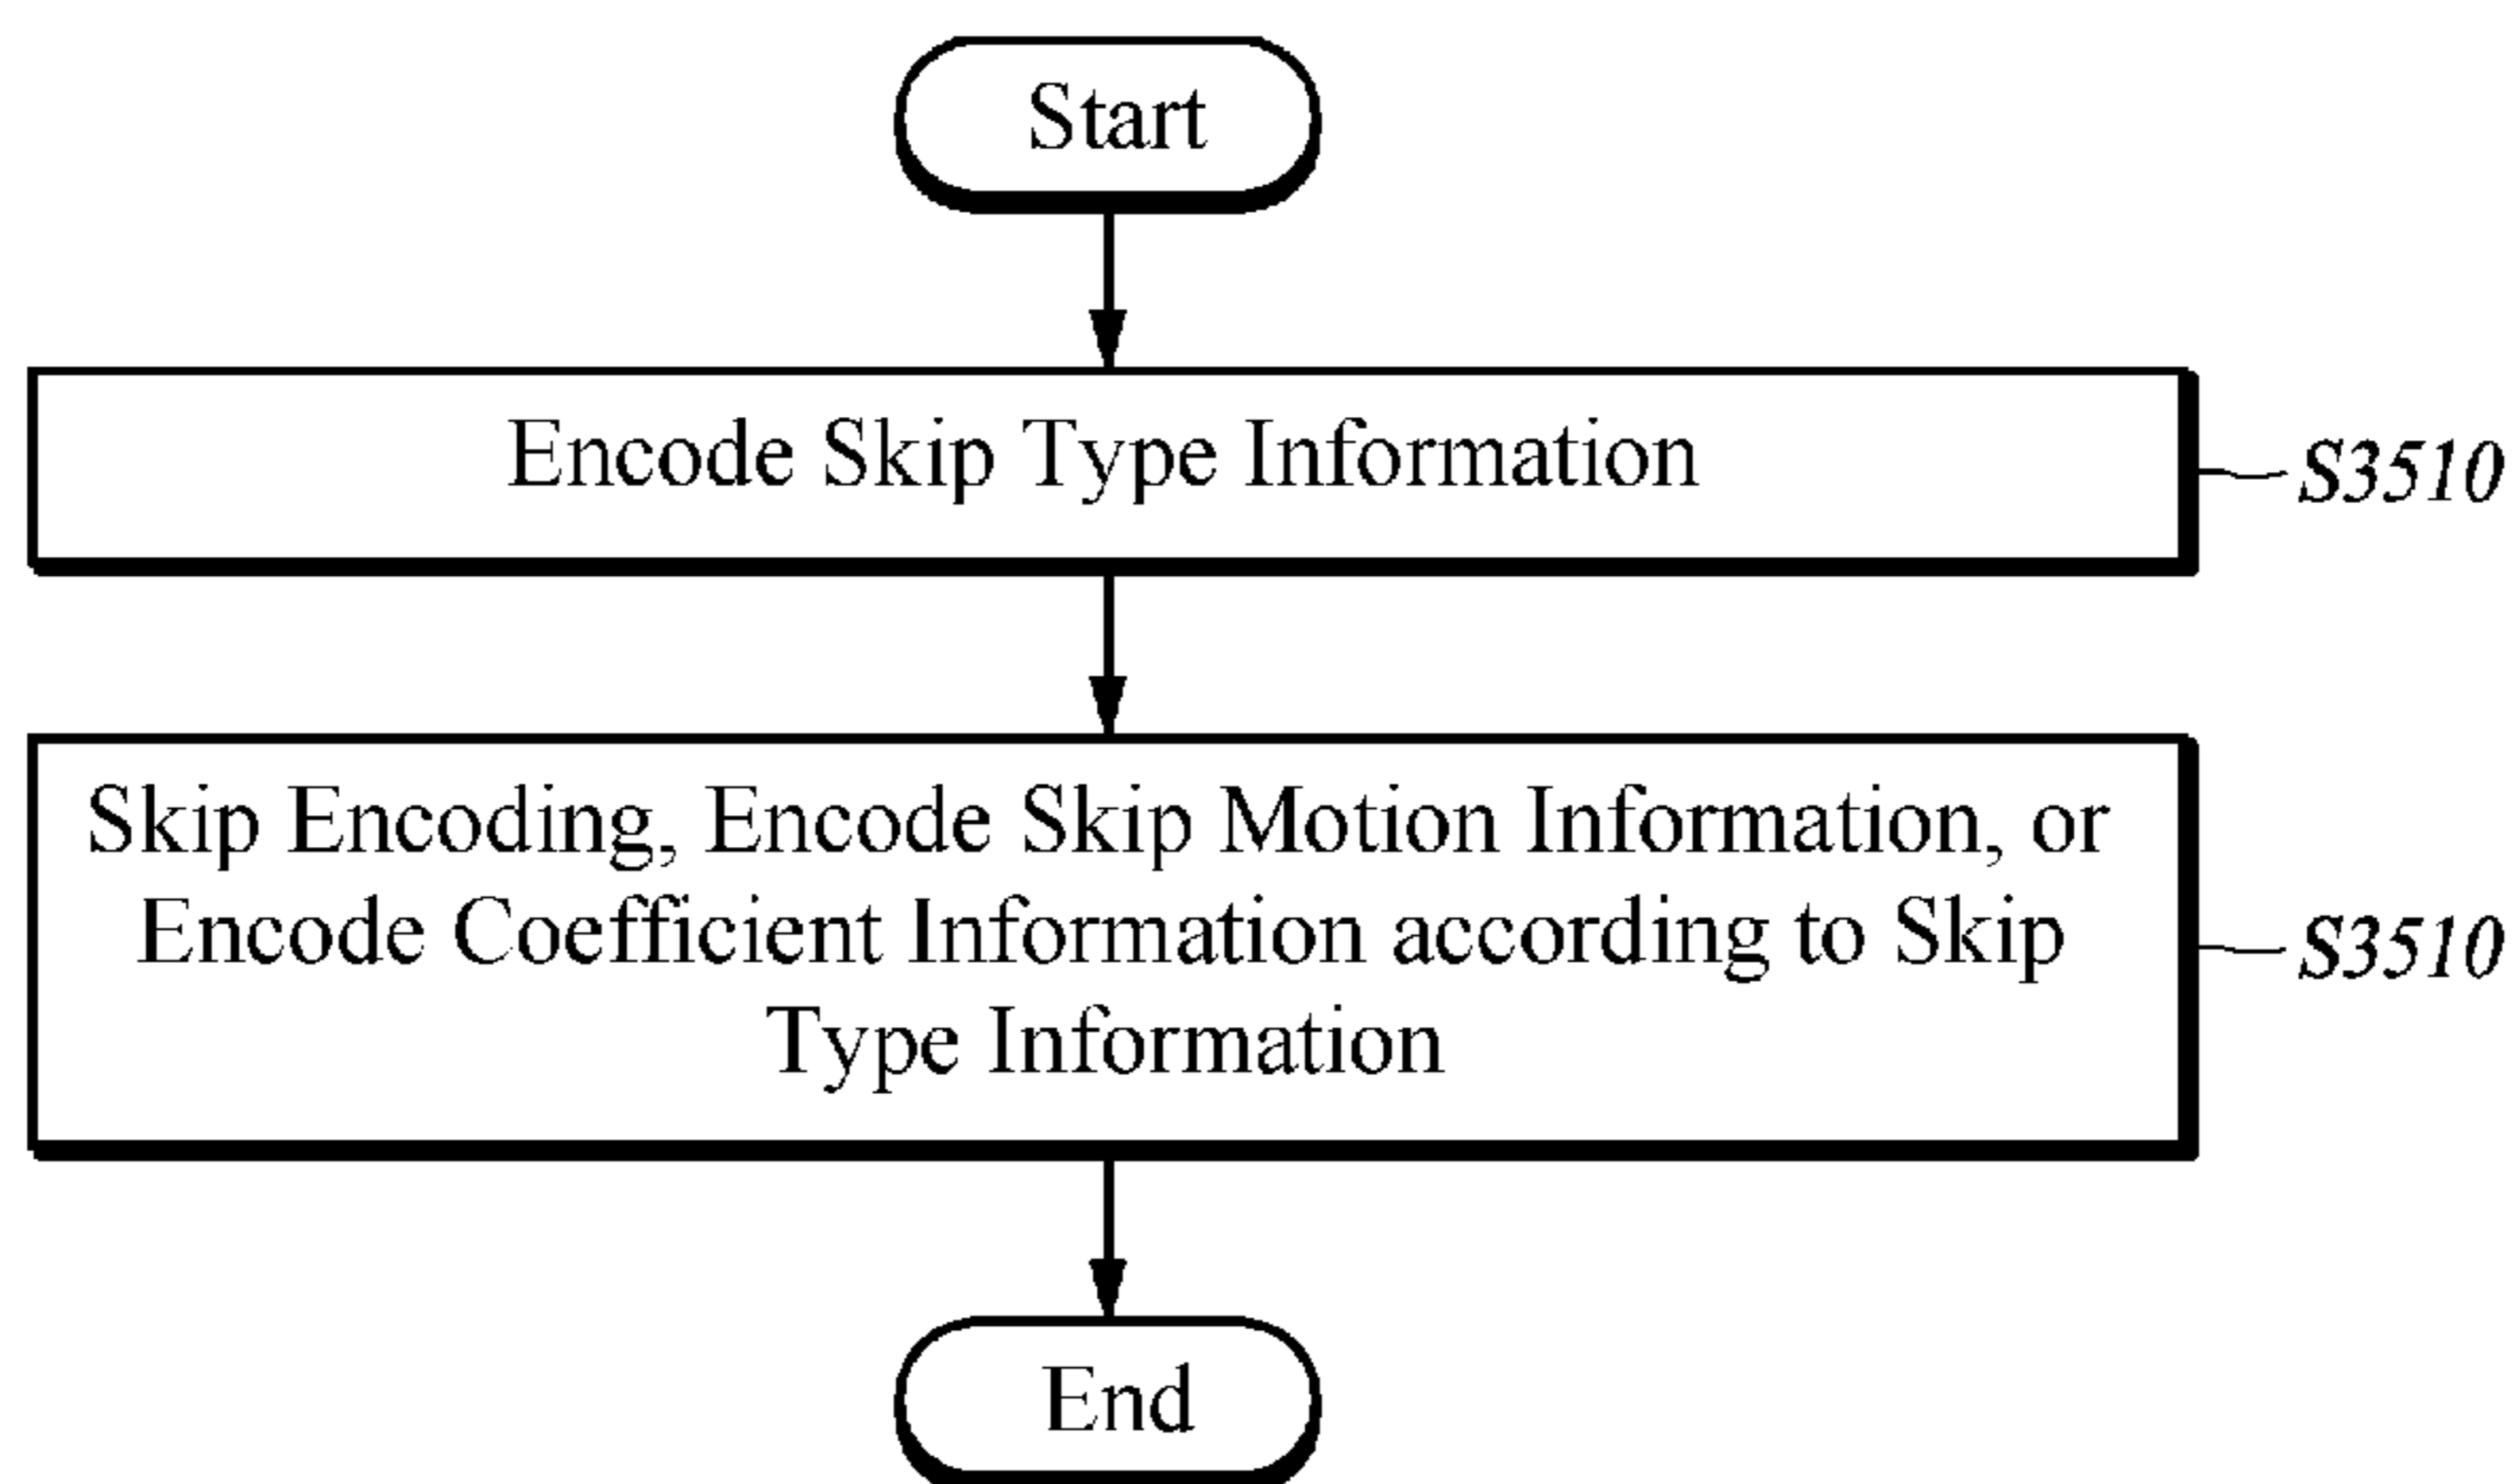 Start
Encode Skip Type Information
S3510
Skip Encoding, Encode Skip Motion Information, or
Encode Coefficient Information according to Skip
Type Information
S3510
End